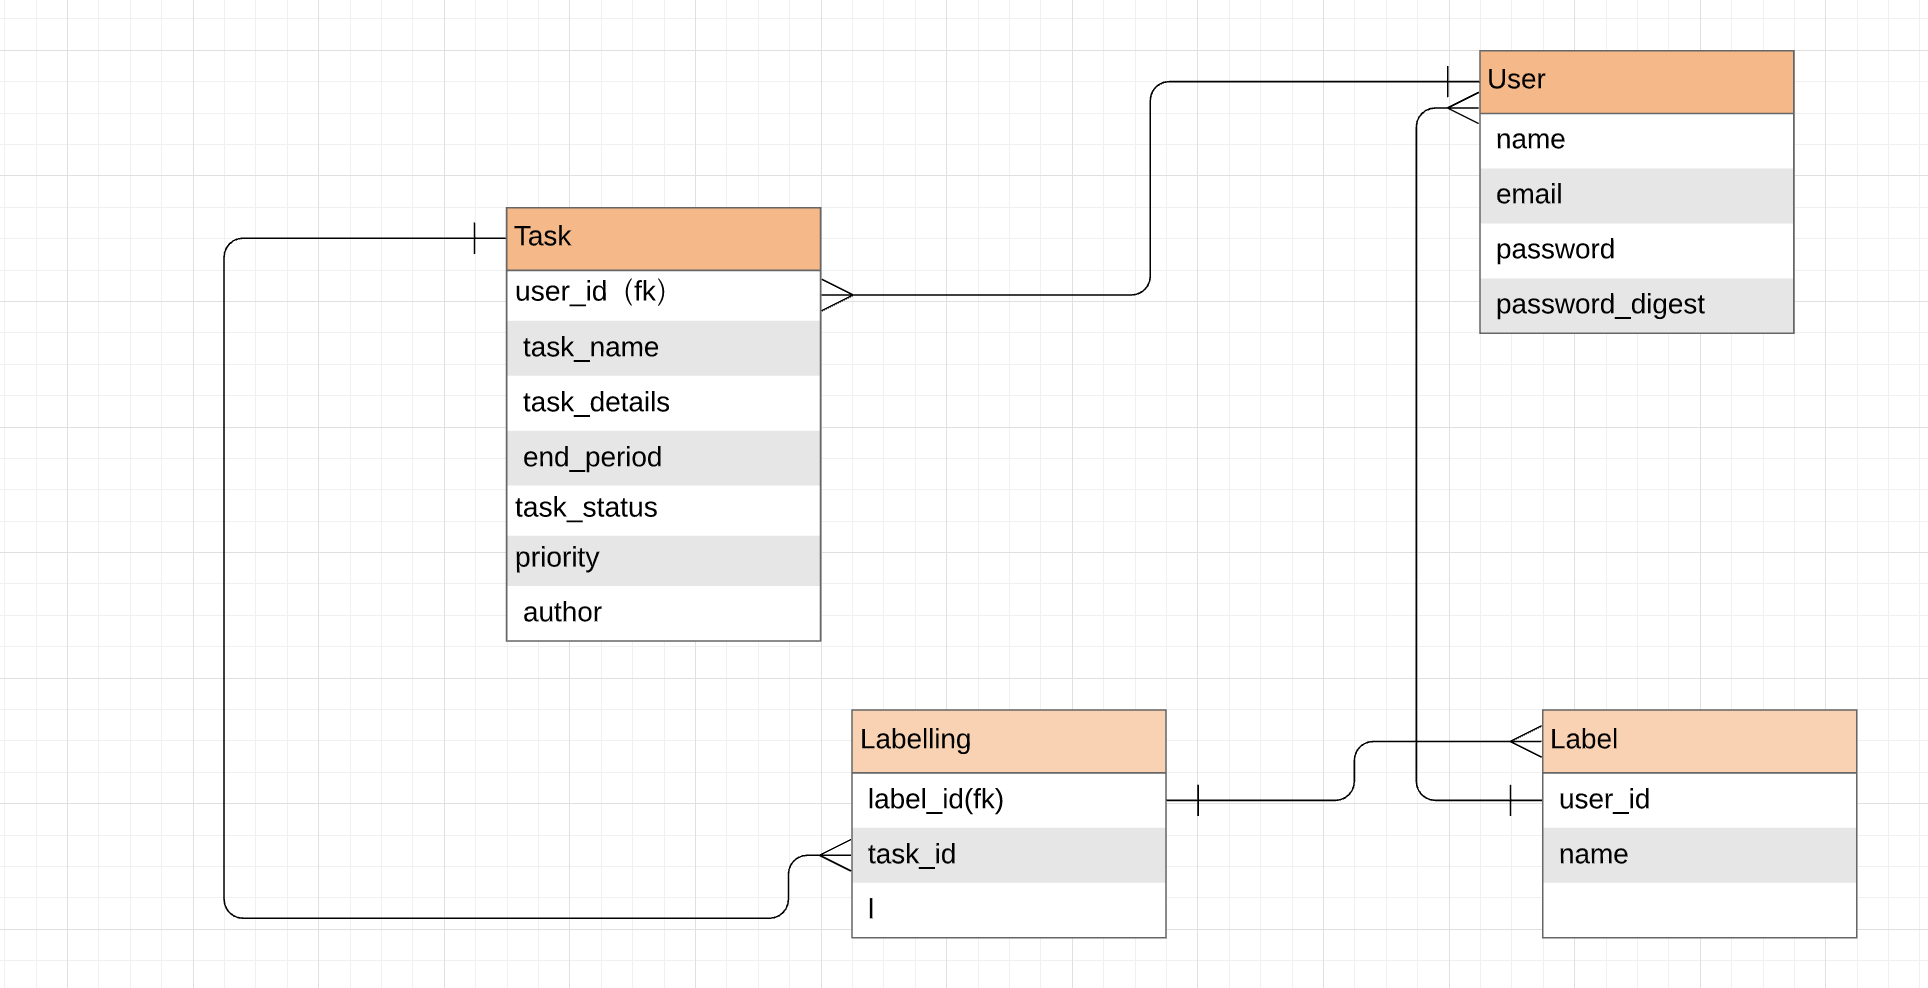 User
name
email
password
password_digest
Task
user_id（fk）
task_name
task_details
end_period
task_status
priority
author
Labelling
label_id(fk)
task_id
l
Label
user_id
name